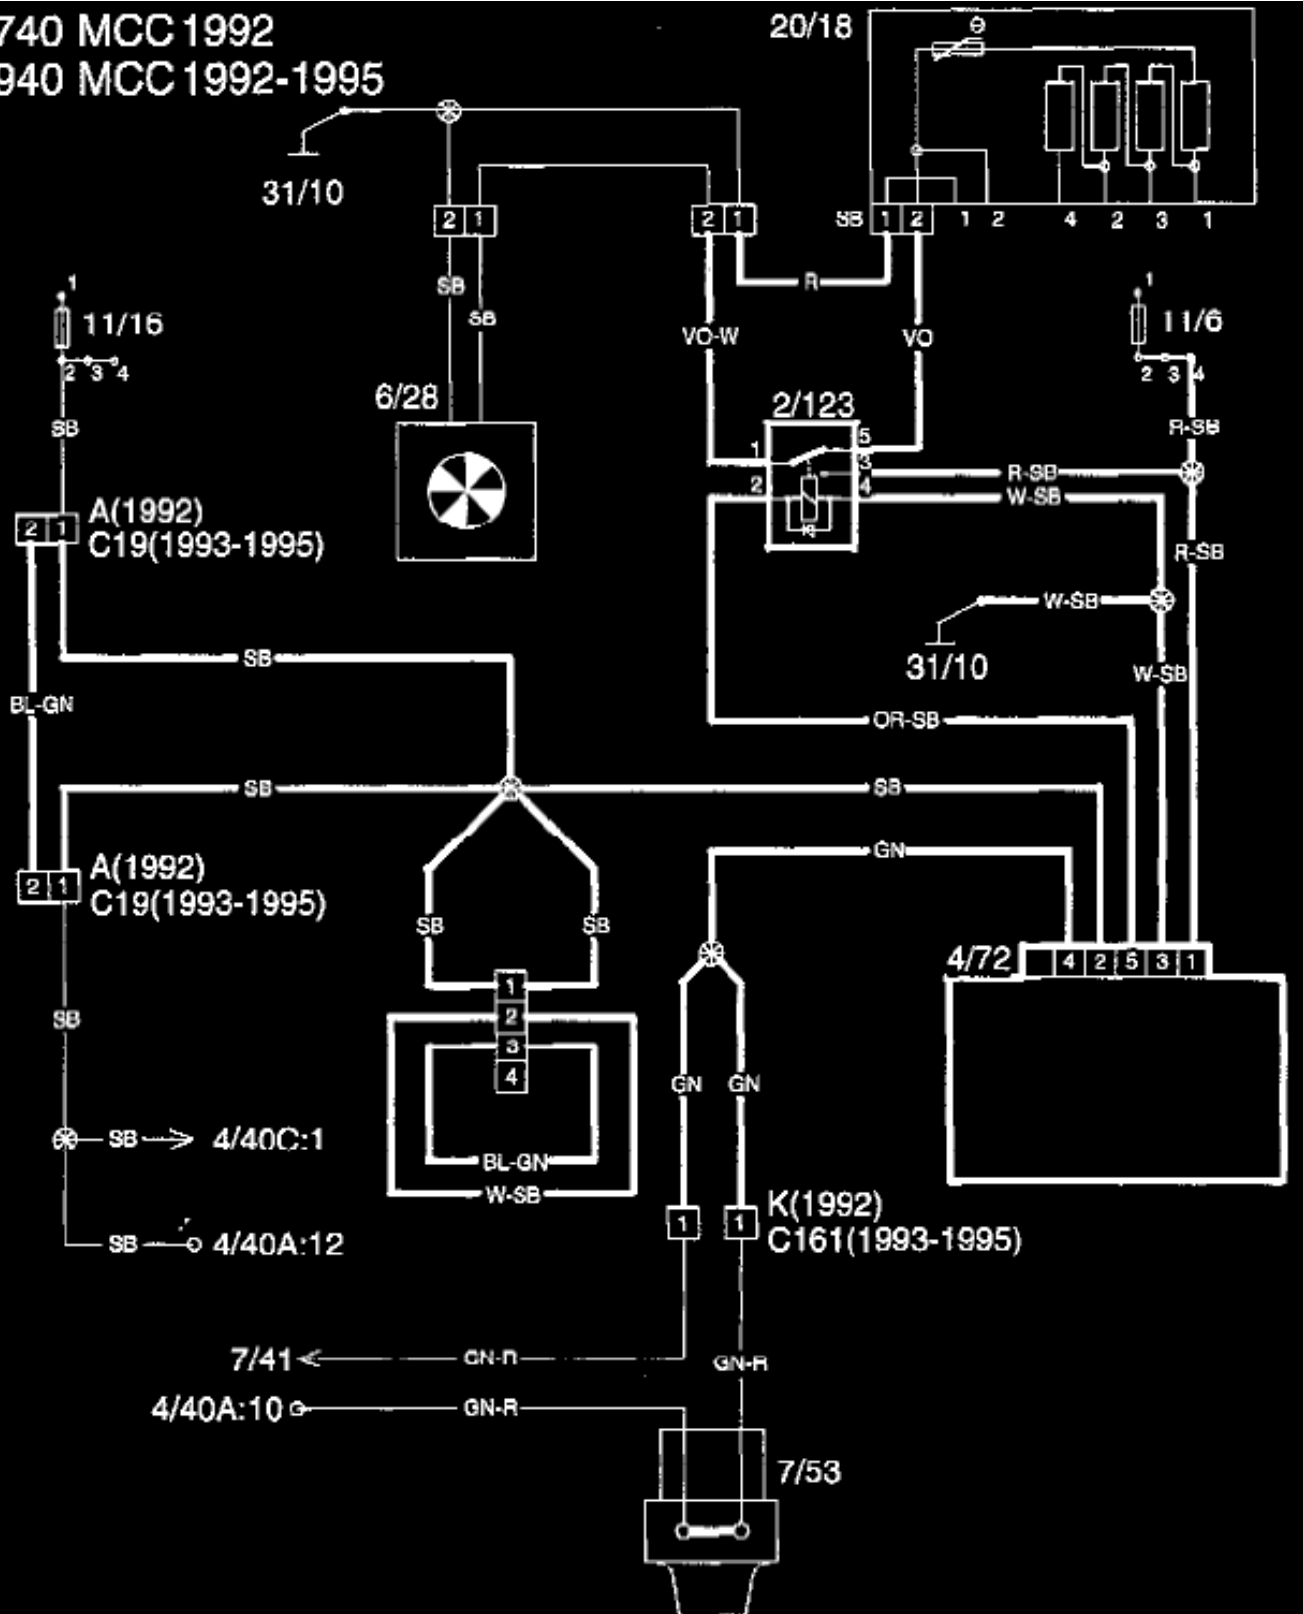 740 MCC 1992
940 MCC 1992-1995
20/18
31/10
2 1
2 1
SB 1 2 1 2 4 2 3 1
SB
SB
R
1
11/16
2 3 4
VO-W
VO
1
11/6
2 3 4
6/28
SB
2/123
R-SB
1 5
3
2 4
R-SB
W-SB
2 1
A(1992)
C19(1993-1995)
R-SB
W-SB
31/10
SB
W-SB
BL-GN
OR-SB
SB
SB
GN
2 1
A(1992)
C19(1993-1995)
SB
SB
4/72
4 2 5 3 1
1
2
3
4
SB
GN
GN
SB
4/40C:1
BL-GN
W-SB
1
1
K(1992)
C161(1993-1995)
SB
4/40A:12
7/41
GN-R
4/40A:10
GN-R
7/53